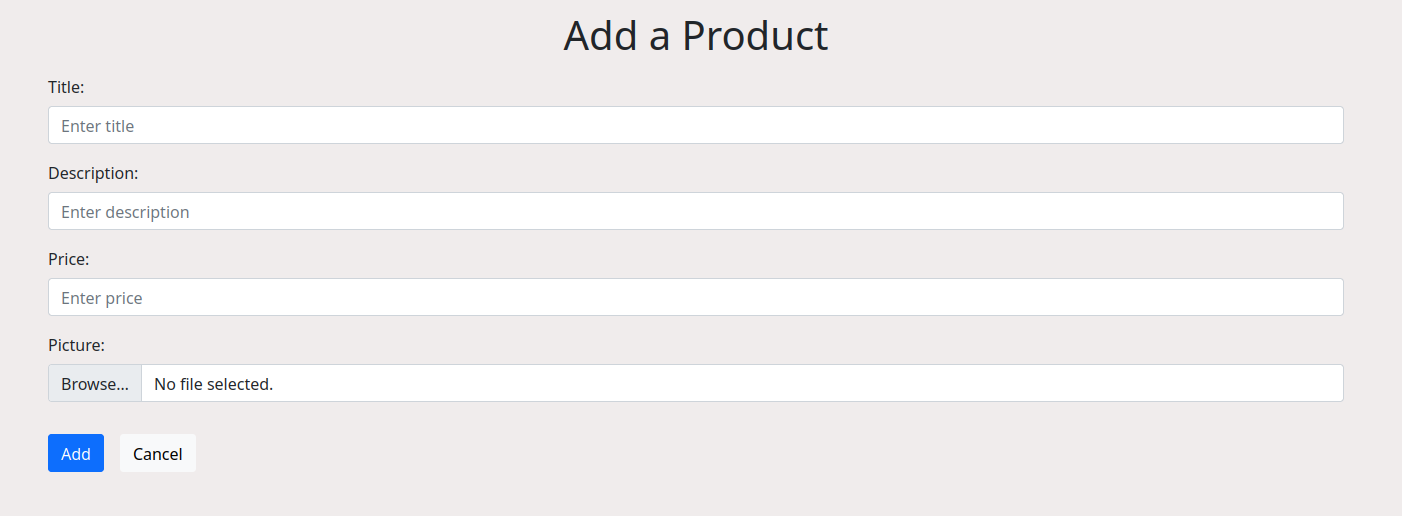 Add a Product
Title:
Enter title
Description:
Enter description
Price:
Enter price
Picture:
Browse... No file selected.
Add Cancel